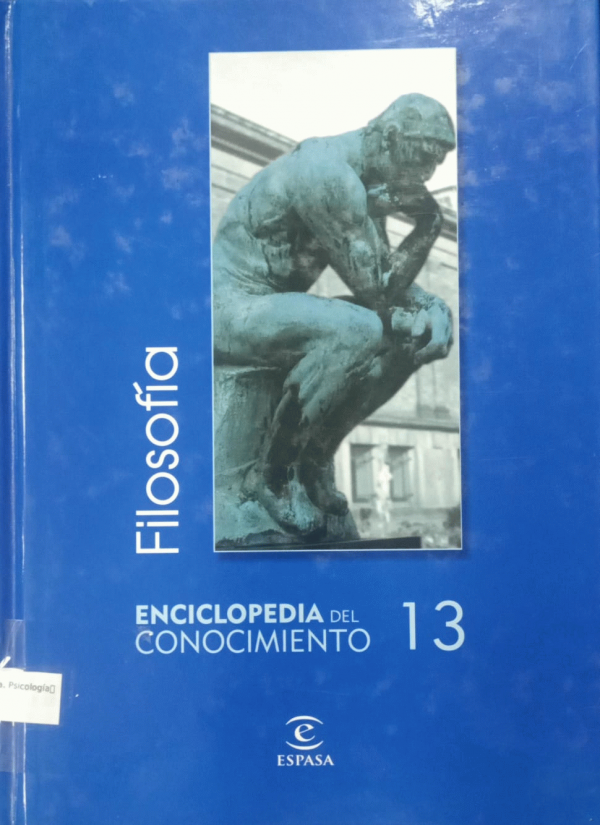 Filosofía
ENCICLOPEDIA DEL
CONOCIMIENTO 13
Psicología
e
ESPASA